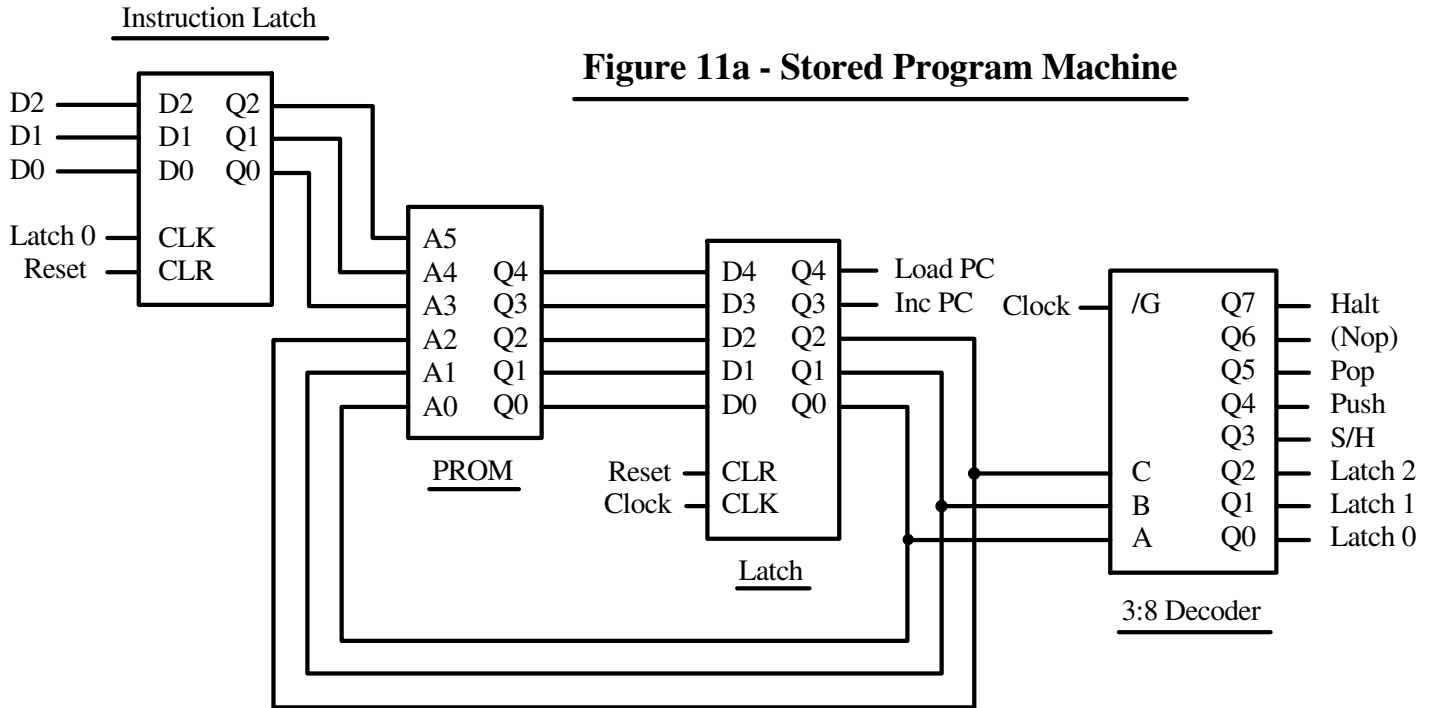 Instruction Latch
Figure 11a - Stored Program Machine
D2
D1
D0
Latch 0
Reset
D2 Q2
D1 Q1
D0 Q0
CLK
CLR
A5
A4 Q4
A3 Q3
A2 Q2
A1 Q1
A0 Q0
PROM
D4 Q4
D3 Q3
D2 Q2
D1 Q1
D0 Q0
Reset CLR
Clock CLK
Latch
Load PC
Inc PC
Clock /G Q7 Halt
Q6 (Nop)
Q5 Pop
Q4 Push
Q3 S/H
C Q2 Latch 2
B Q1 Latch 1
A Q0 Latch 0
3:8 Decoder